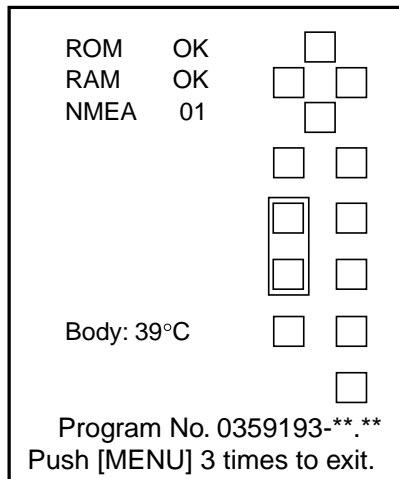 ROM OK
RAM OK
NMEA 01
Body: 39°C
Program No. 0359193-**.**
Push [MENU] 3 times to exit.